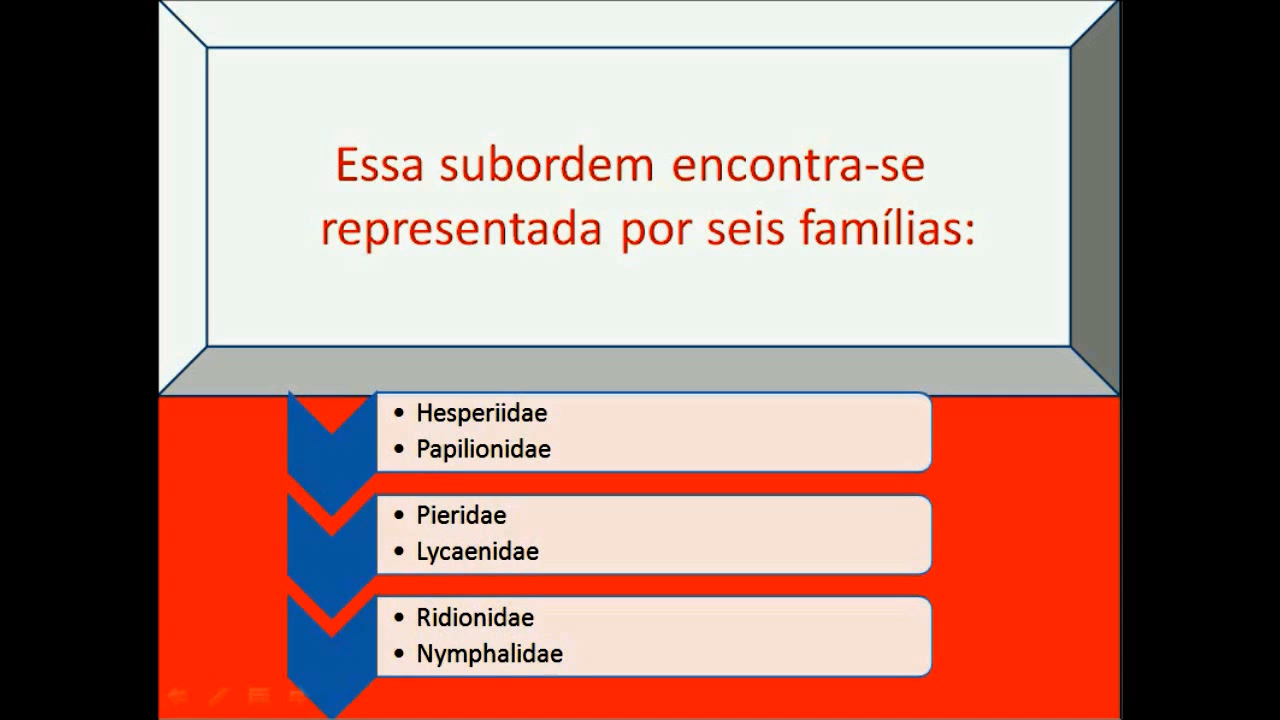 Essa subordem encontra-se
representada por seis famílias:
• Hesperiidae
• Papilionidae
• Pieridae
• Lycaenidae
• Ridionidae
• Nymphalidae